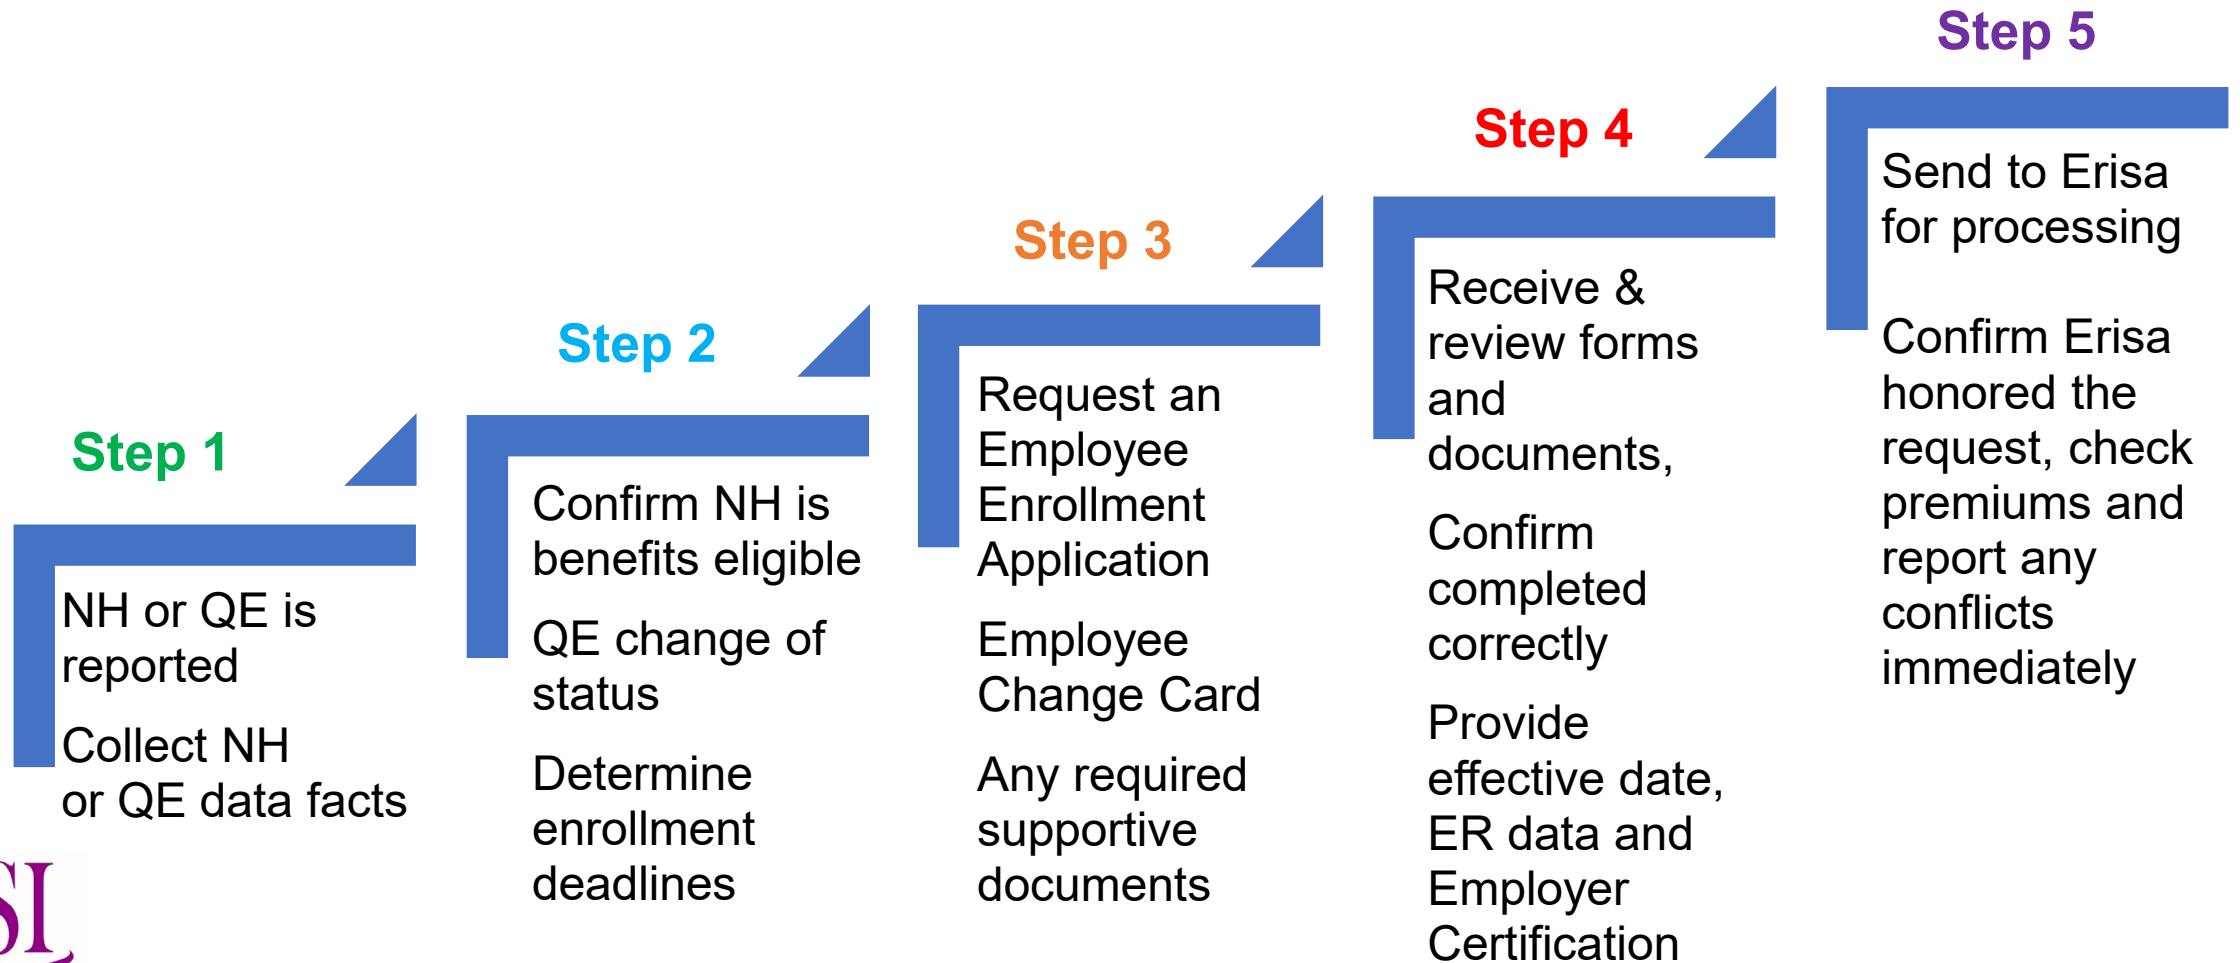 Step 1
NH or QE is
reported
Collect NH
or QE data facts
Step 2
Confirm NH is
benefits eligible
QE change of
status
Determine
enrollment
deadlines
Step 3
Request an
Employee
Enrollment
Application
Employee
Change Card
Any required
supportive
documents
Step 4
Receive &
review forms
and
documents,
Confirm
completed
correctly
Provide
effective date,
ER data and
Employer
Certification
Step 5
Send to Erisa
for processing
Confirm Erisa
honored the
request, check
premiums and
report any
conflicts
immediately
SI